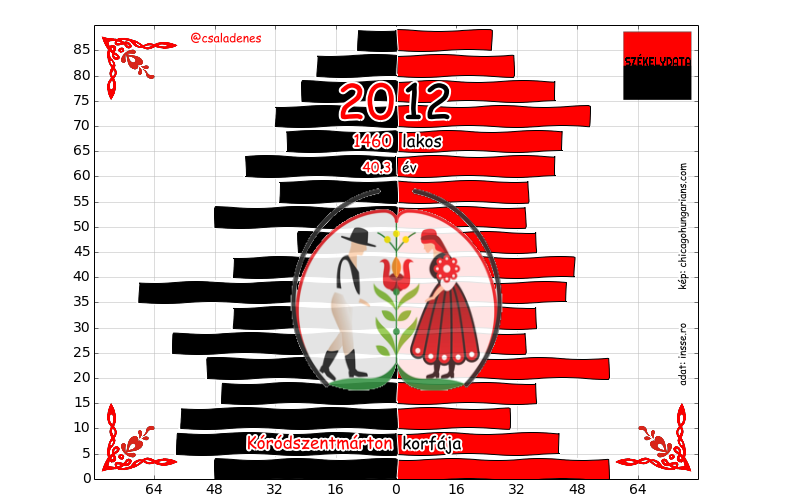 @csaladenes
SZÉKELYDATA
2012
1460 lakos
40.3 év
kép: chicagohungarians.com
adat: insse.ro
Kóródszentmárton korfája
85
80
75
70
65
60
55
50
45
40
35
30
25
20
15
10
5
0
64 48 32 16 0 16 32 48 64